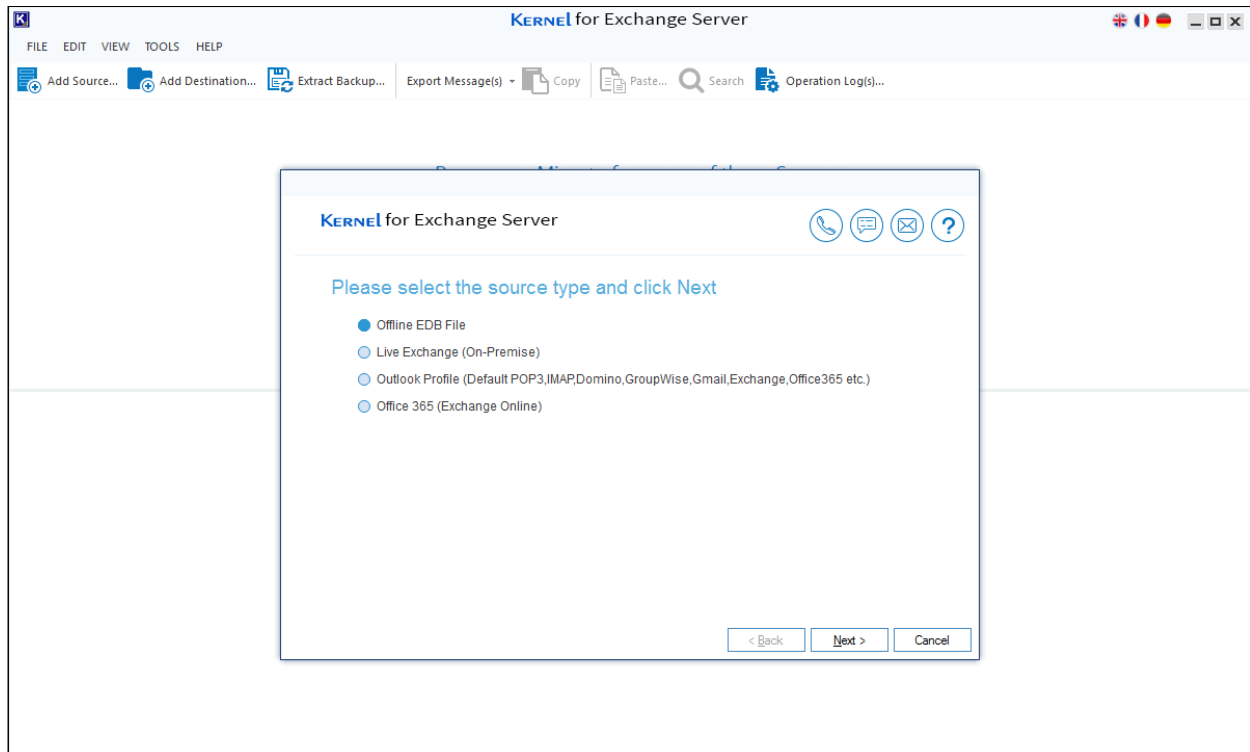 KERNEL for Exchange Server
FILE EDIT VIEW TOOLS HELP
Add Source... Add Destination... Extract Backup... Export Message(s) Copy Paste... Search Operation Log(s)...
KERNEL for Exchange Server
Please select the source type and click Next
Offline EDB File
Live Exchange (On-Premise)
Outlook Profile (Default POP3,IMAP,Domino,GroupWise,Gmail,Exchange,Office365 etc.)
Office 365 (Exchange Online)
< Back Next > Cancel